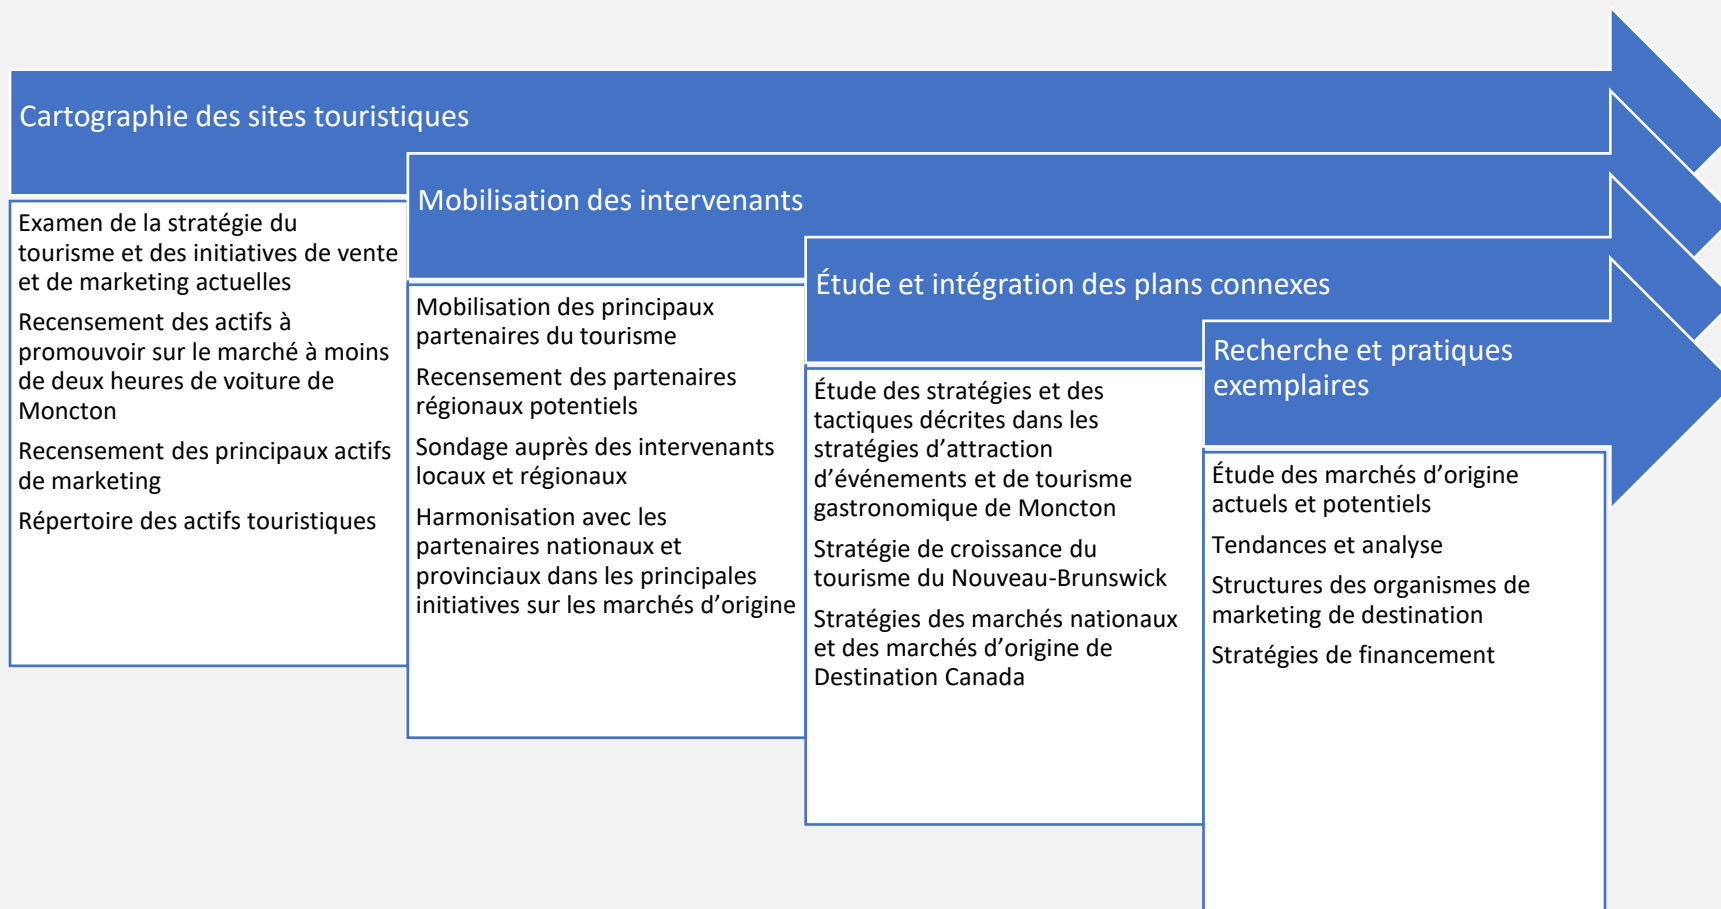 Cartographie des sites touristiques
Examen de la stratégie du
tourisme et des initiatives de vente
et de marketing actuelles
Recensement des actifs à
promouvoir sur le marché à moins
de deux heures de voiture de
Moncton
Recensement des principaux actifs
de marketing
Répertoire des actifs touristiques
Mobilisation des intervenants
Mobilisation des principaux
partenaires du tourisme
Recensement des partenaires
régionaux potentiels
Sondage auprès des intervenants
locaux et régionaux
Harmonisation avec les
partenaires nationaux et
provinciaux dans les principales
initiatives sur les marchés d’origine
Étude et intégration des plans connexes
Étude des stratégies et des
tactiques décrites dans les
stratégies d’attraction
d’événements et de tourisme
gastronomique de Moncton
Stratégie de croissance du
tourisme du Nouveau-Brunswick
Stratégies des marchés nationaux
et des marchés d’origine de
Destination Canada
Recherche et pratiques
exemplaires
Étude des marchés d’origine
actuels et potentiels
Tendances et analyse
Structures des organismes de
marketing de destination
Stratégies de financement